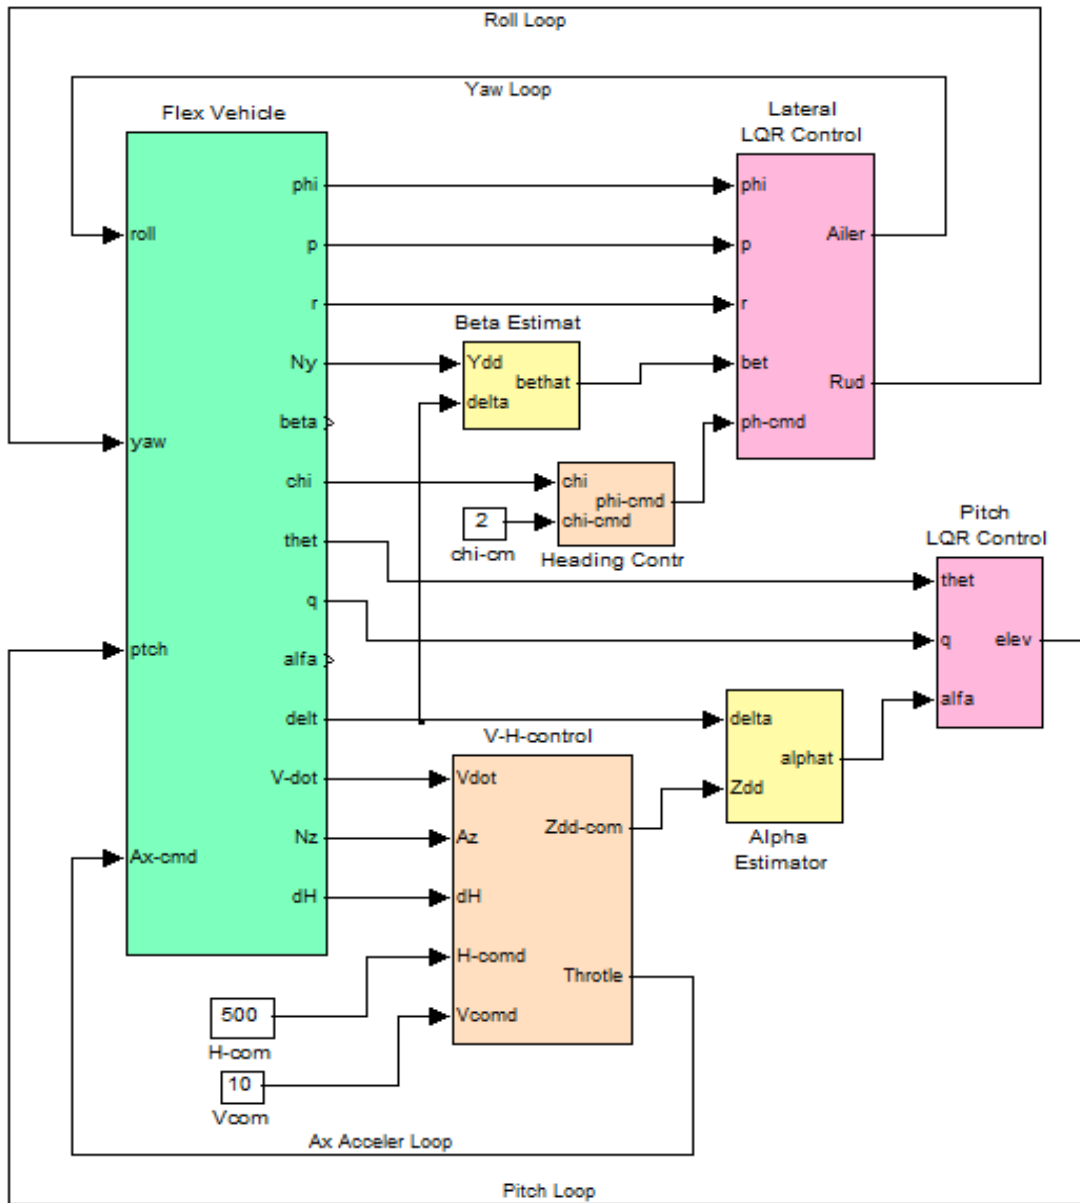 Roll Loop
Yaw Loop
Flex Vehicle
roll
yaw
ptch
Ax-cmd
phi
p
r
Ny
beta
chi
thet
q
alfa
delt
V-dot
Nz
dH
Lateral
LQR Control
phi
p
r
bet
ph-cmd
Ailer
Rud
Beta Estimat
Ydd
delta
bethat
chi
chi-cmd
phi-cmd
Heading Contr
2
chi-cm
Pitch
LQR Control
thet
q
alfa
elev
delta
Zdd
alphat
Alpha
Estimator
V-H-control
Vdot
Az
dH
H-comd
Vcomd
Zdd-com
Throtle
500
H-com
10
Vcom
Ax Acceler Loop
Pitch Loop